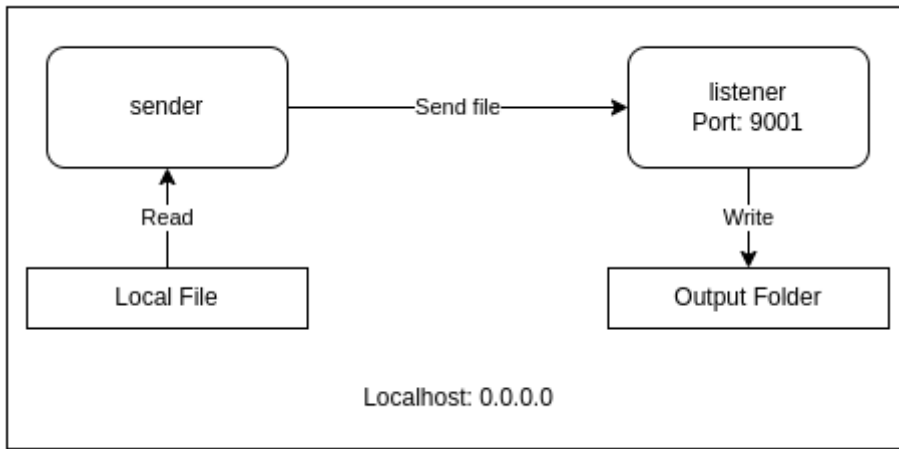 sender
Send file
listener
Port: 9001
Read
Write
Local File
Output Folder
Localhost: 0.0.0.0